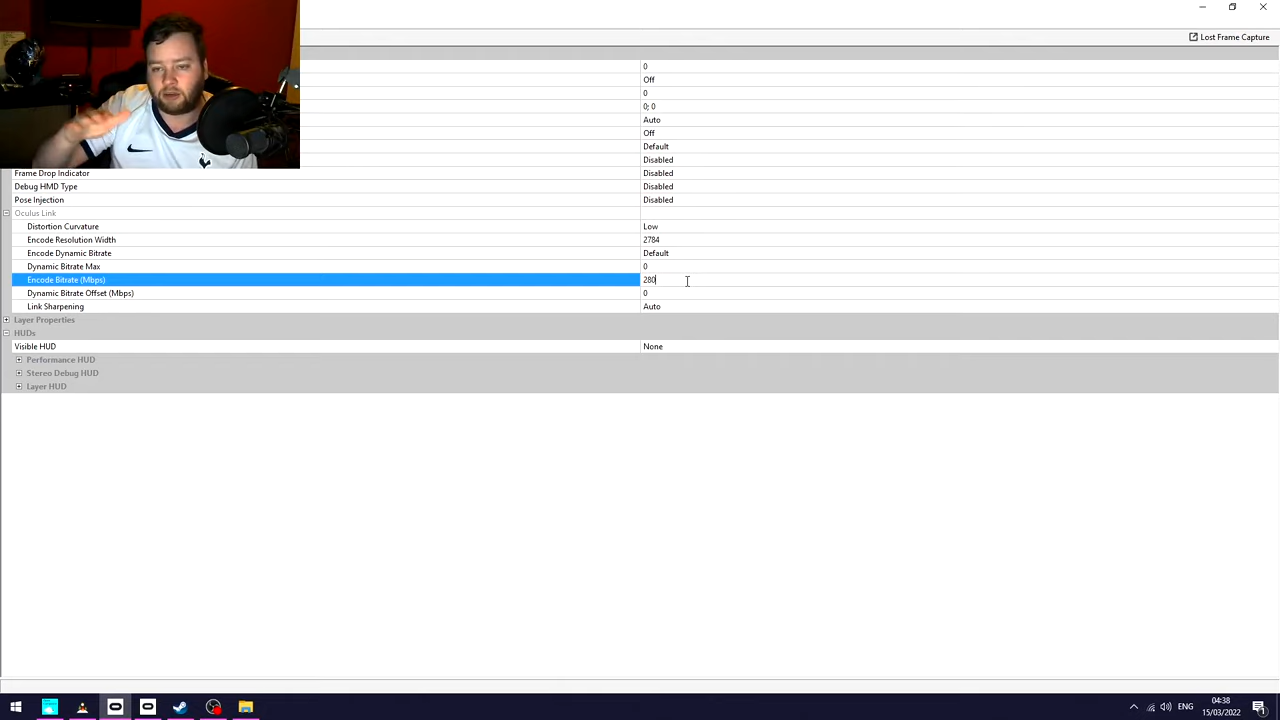 Lost Frame Capture
0
Off
0
0; 0
Auto
Off
Default
Disabled
Frame Drop Indicator Disabled
Debug HMD Type Disabled
Pose Injection Disabled
Oculus Link
Distortion Curvature Low
Encode Resolution Width 2784
Encode Dynamic Bitrate Default
Dynamic Bitrate Max 0
Encode Bitrate (Mbps) 280
Dynamic Bitrate Offset (Mbps) 0
Link Sharpening Auto
Layer Properties
HUDs
Visible HUD None
Performance HUD
Stereo Debug HUD
Layer HUD
ENG
04:38
15/03/2022
1